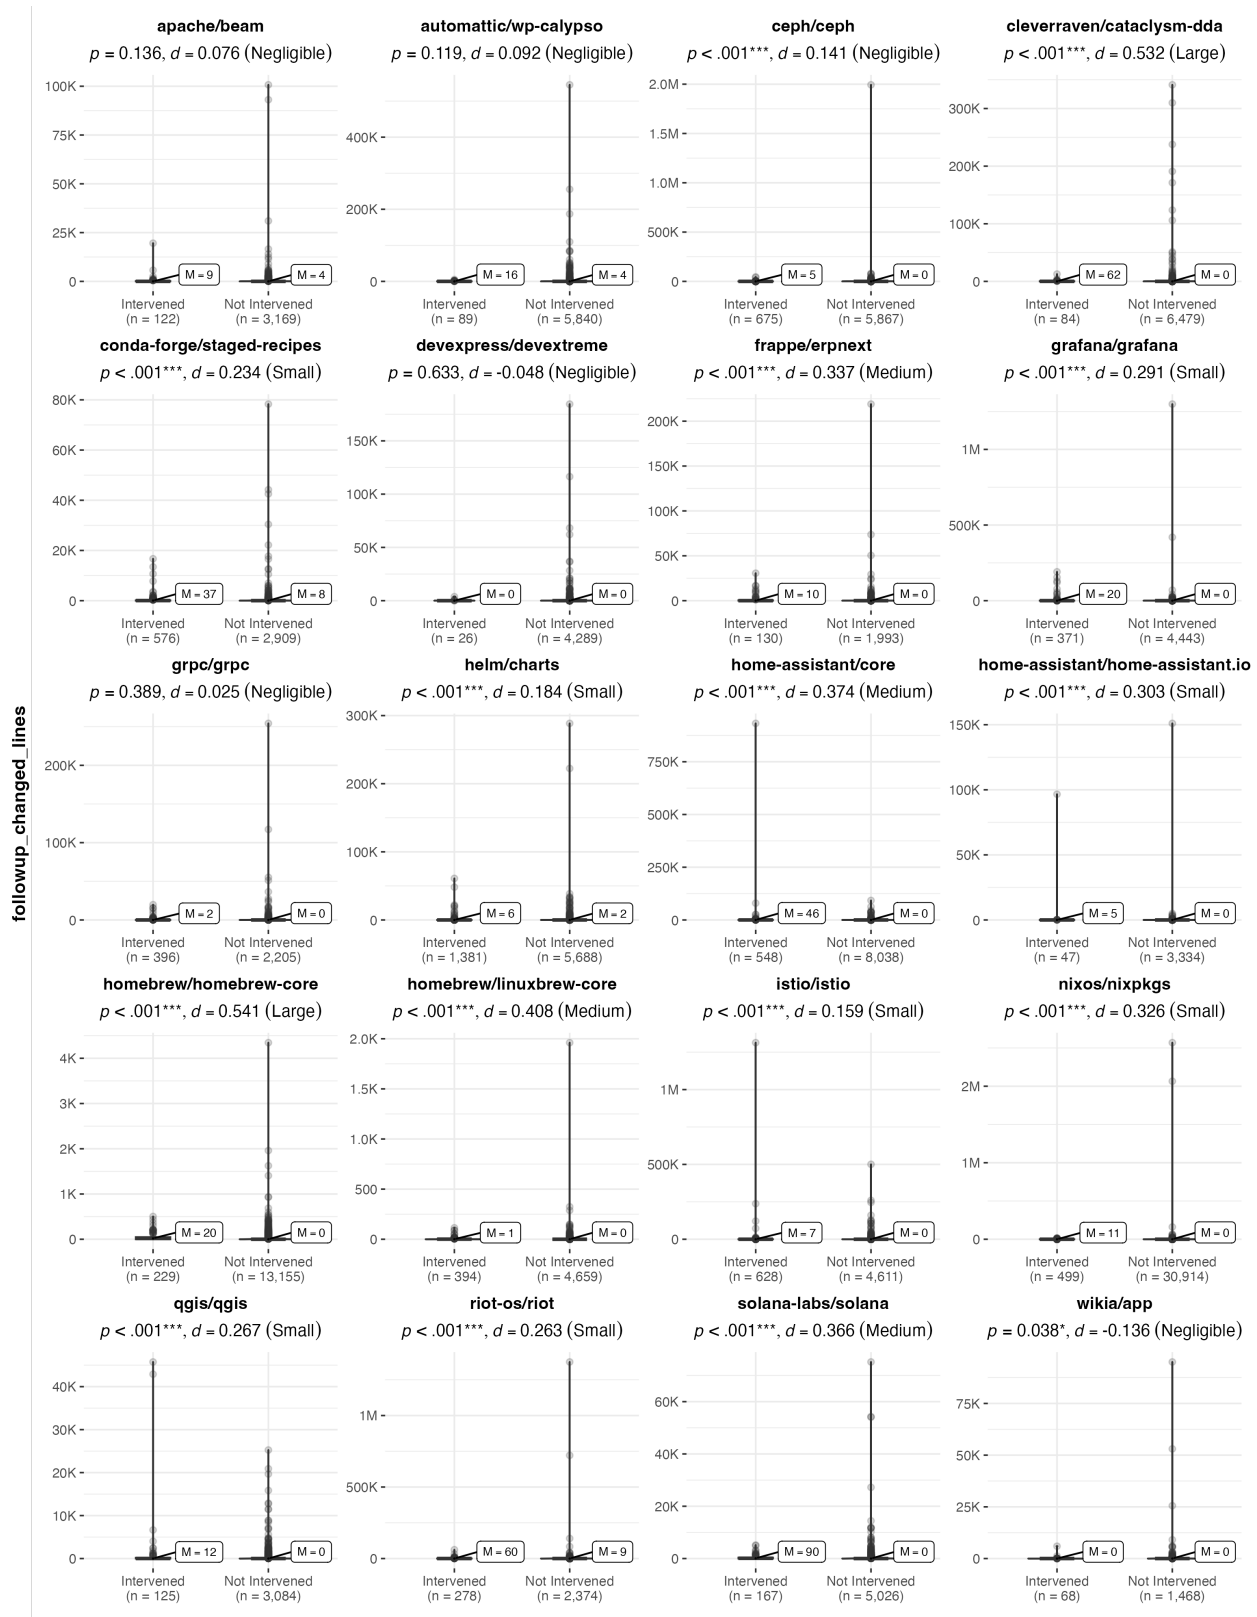 followup_changed_lines
apache/beam
p = 0.136, d = 0.076 (Negligible)
100K
75K
50K
25K
0
M = 9
M = 4
Intervened
(n = 122)
Not Intervened
(n = 3,169)
automattic/wp-calypso
p = 0.119, d = 0.092 (Negligible)
400K
200K
0
M = 16
M = 4
Intervened
(n = 89)
Not Intervened
(n = 5,840)
ceph/ceph
p < .001***, d = 0.141 (Negligible)
2.0M
1.5M
1.0M
500K
0
M = 5
M = 0
Intervened
(n = 675)
Not Intervened
(n = 5,867)
cleverraven/cataclysm-dda
p < .001***, d = 0.532 (Large)
300K
200K
100K
0
M = 62
M = 0
Intervened
(n = 84)
Not Intervened
(n = 6,479)
conda-forge/staged-recipes
p < .001***, d = 0.234 (Small)
80K
60K
40K
20K
0
M = 37
M = 8
Intervened
(n = 576)
Not Intervened
(n = 2,909)
devexpress/devextreme
p = 0.633, d = -0.048 (Negligible)
150K
100K
50K
0
M = 0
M = 0
Intervened
(n = 26)
Not Intervened
(n = 4,289)
frappe/erpnext
p < .001***, d = 0.337 (Medium)
200K
150K
100K
50K
0
M = 10
M = 0
Intervened
(n = 130)
Not Intervened
(n = 1,993)
grafana/grafana
p < .001***, d = 0.291 (Small)
1M
500K
0
M = 20
M = 0
Intervened
(n = 371)
Not Intervened
(n = 4,443)
grpc/grpc
p = 0.389, d = 0.025 (Negligible)
200K
100K
0
M = 2
M = 0
Intervened
(n = 396)
Not Intervened
(n = 2,205)
helm/charts
p < .001***, d = 0.184 (Small)
300K
200K
100K
0
M = 6
M = 2
Intervened
(n = 1,381)
Not Intervened
(n = 5,688)
home-assistant/core
p < .001***, d = 0.374 (Medium)
750K
500K
250K
0
M = 46
M = 0
Intervened
(n = 548)
Not Intervened
(n = 8,038)
home-assistant/home-assistant.io
p < .001***, d = 0.303 (Small)
150K
100K
50K
0
M = 5
M = 0
Intervened
(n = 47)
Not Intervened
(n = 3,334)
homebrew/homebrew-core
p < .001***, d = 0.541 (Large)
4K
3K
2K
1K
0
M = 20
M = 0
Intervened
(n = 229)
Not Intervened
(n = 13,155)
homebrew/linuxbrew-core
p < .001***, d = 0.408 (Medium)
2.0K
1.5K
1.0K
500
0
M = 1
M = 0
Intervened
(n = 394)
Not Intervened
(n = 4,659)
istio/istio
p < .001***, d = 0.159 (Small)
1M
500K
0
M = 7
M = 0
Intervened
(n = 628)
Not Intervened
(n = 4,611)
nixos/nixpkgs
p < .001***, d = 0.326 (Small)
2M
1M
0
M = 11
M = 0
Intervened
(n = 499)
Not Intervened
(n = 30,914)
qgis/qgis
p < .001***, d = 0.267 (Small)
40K
30K
20K
10K
0
M = 12
M = 0
Intervened
(n = 125)
Not Intervened
(n = 3,084)
riot-os/riot
p < .001***, d = 0.263 (Small)
1M
500K
0
M = 60
M = 9
Intervened
(n = 278)
Not Intervened
(n = 2,374)
solana-labs/solana
p < .001***, d = 0.366 (Medium)
60K
40K
20K
0
M = 90
M = 0
Intervened
(n = 167)
Not Intervened
(n = 5,026)
wikia/app
p = 0.038*, d = -0.136 (Negligible)
75K
50K
25K
0
M = 0
M = 0
Intervened
(n = 68)
Not Intervened
(n = 1,468)